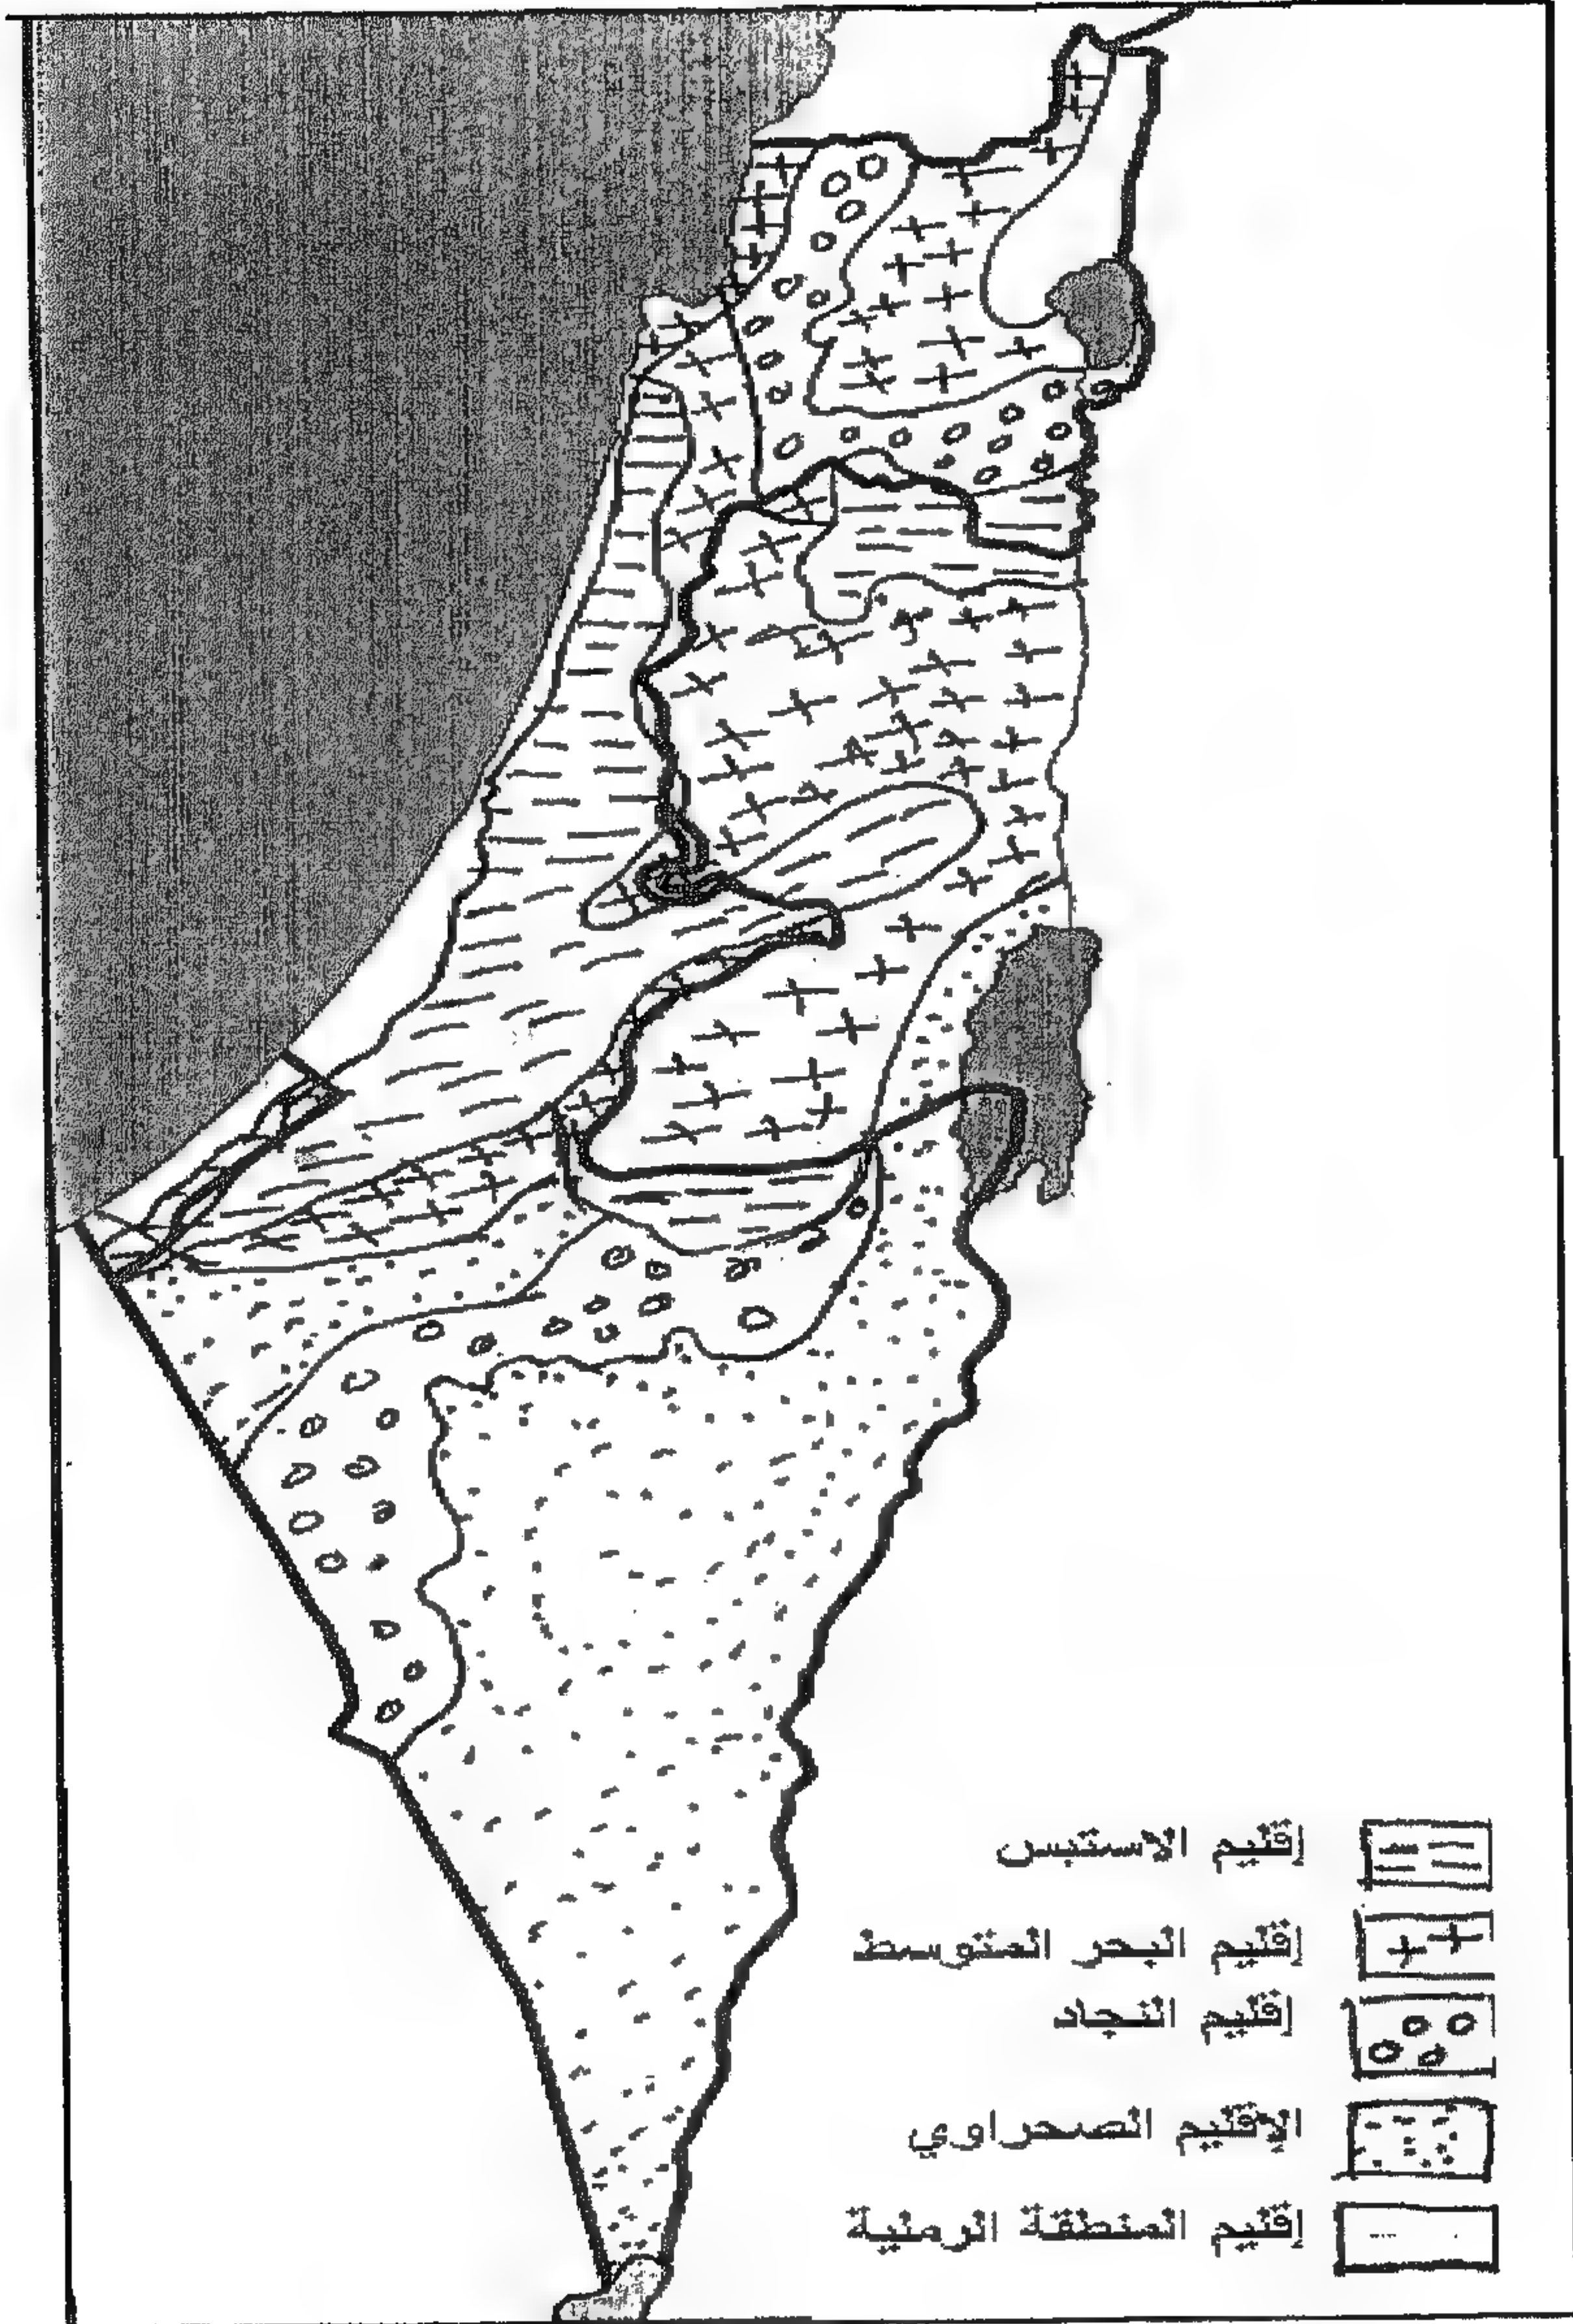 إقليم الاستبس
إقليم البحر المتوسط
إقليم النجاد
الإقليم الصحراوي
إقليم المنطقة الرملية